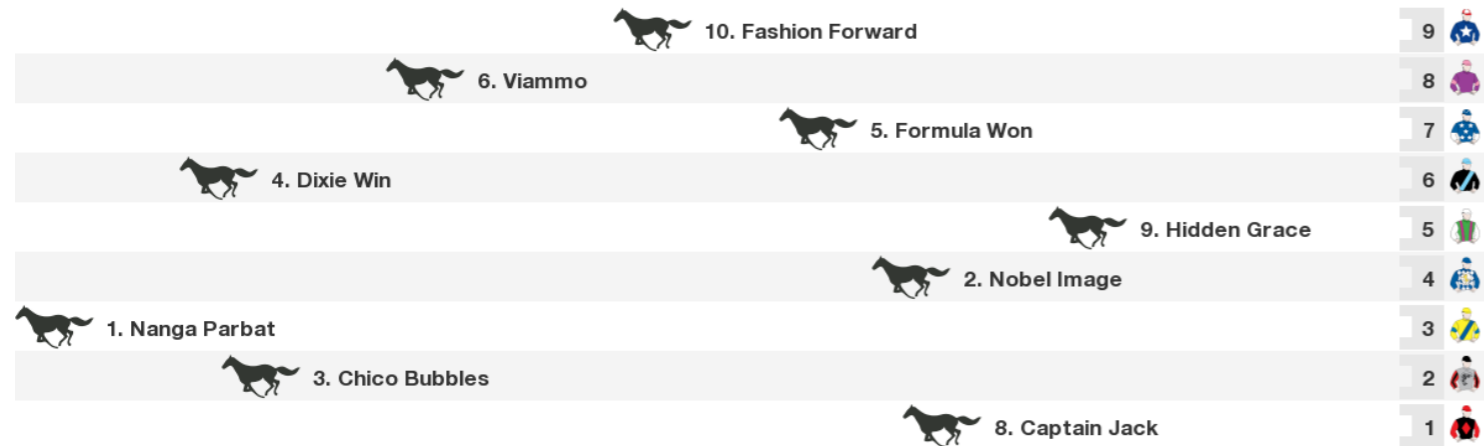 10. Fashion Forward 9
6. Viammo 8
5. Formula Won 7
4. Dixie Win 6
9. Hidden Grace 5
2. Nobel Image 4
1. Nanga Parbat 3
3. Chico Bubbles 2
8. Captain Jack 1